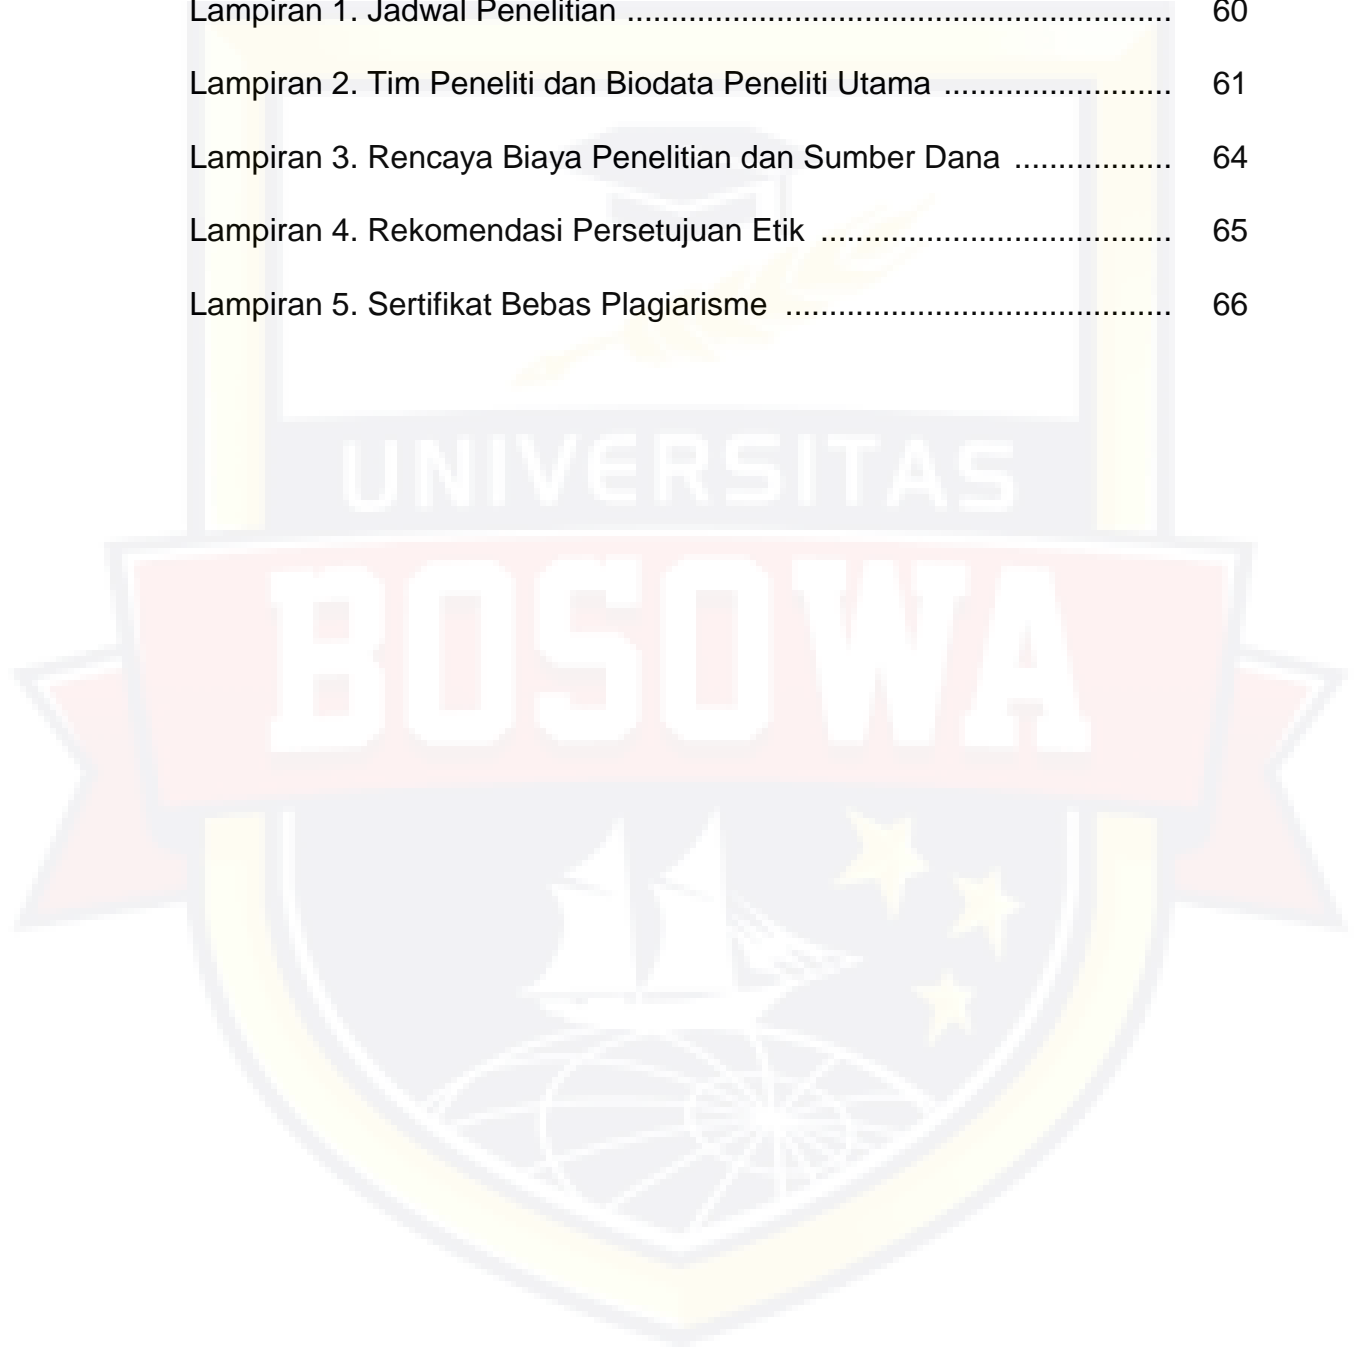 Lampiran 1. Jadwal Penelitian .............................................................. 60
Lampiran 2. Tim Peneliti dan Biodata Peneliti Utama .......................... 61
Lampiran 3. Rencaya Biaya Penelitian dan Sumber Dana .................. 64
Lampiran 4. Rekomendasi Persetujuan Etik ........................................ 65
Lampiran 5. Sertifikat Bebas Plagiarisme ............................................ 66
UNIVERSITAS
BOSOWA